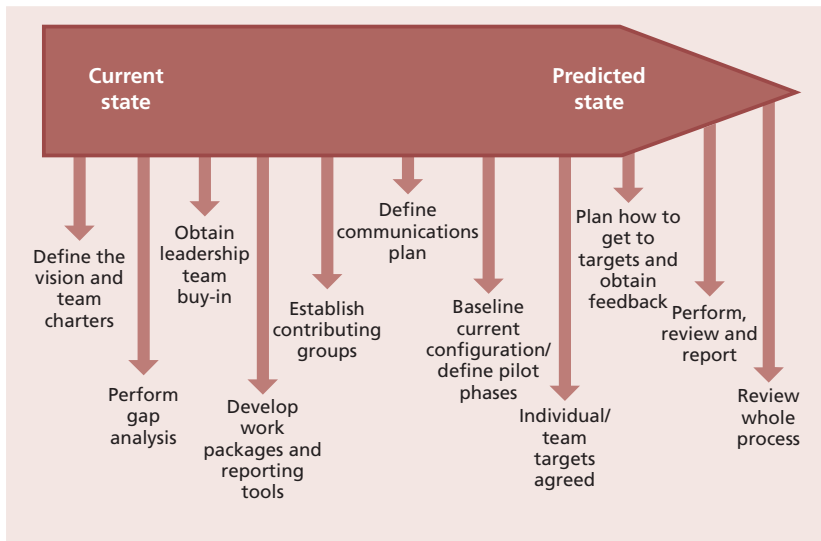 Current
state
Predicted
state
Define the
vision and
team
charters
Perform
gap
analysis
Obtain
leadership
team
buy-in
Develop
work
packages and
reporting
tools
Establish
contributing
groups
Define
communications
plan
Baseline
current
configuration/
define pilot
phases
Individual/
team
targets
agreed
Plan how to
get to
targets and
obtain
feedback
Perform,
review and
report
Review
whole
process